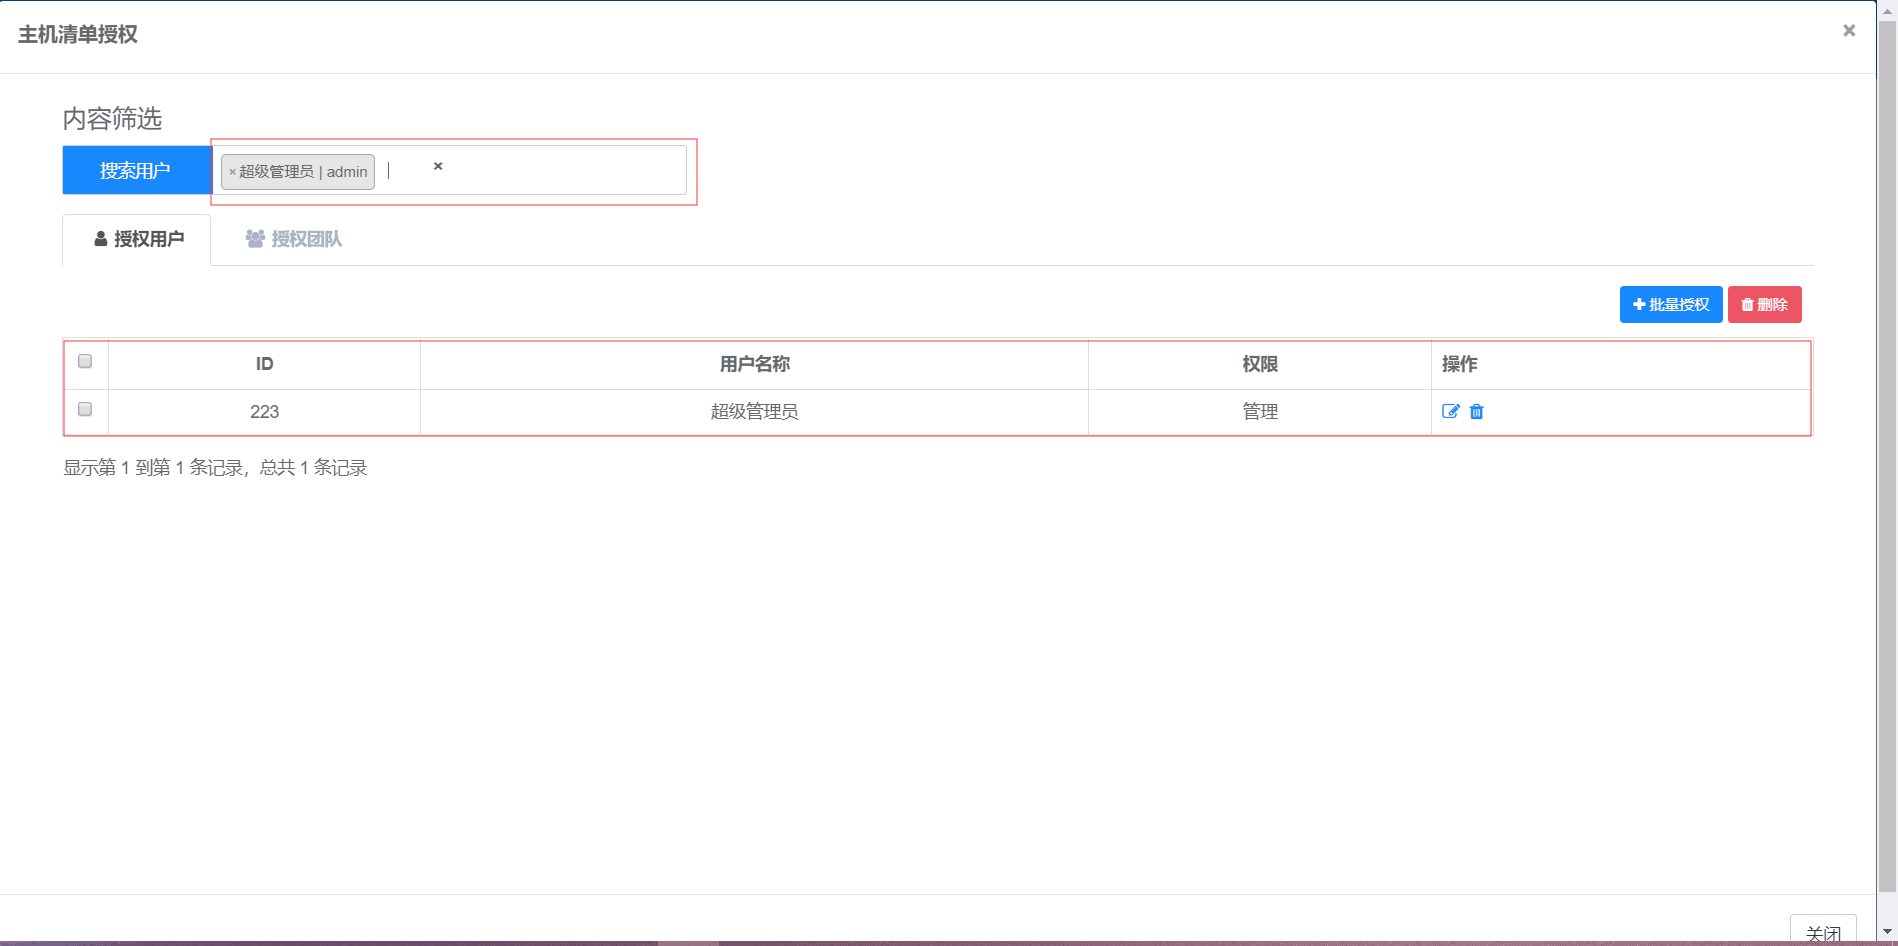 主机清单授权
×
内容筛选
搜索用户
×超级管理员 | admin
×
授权用户
授权团队
+批量授权
删除
ID 用户名称 权限 操作
223 超级管理员 管理
显示第 1 到第 1 条记录，总共 1 条记录
关闭